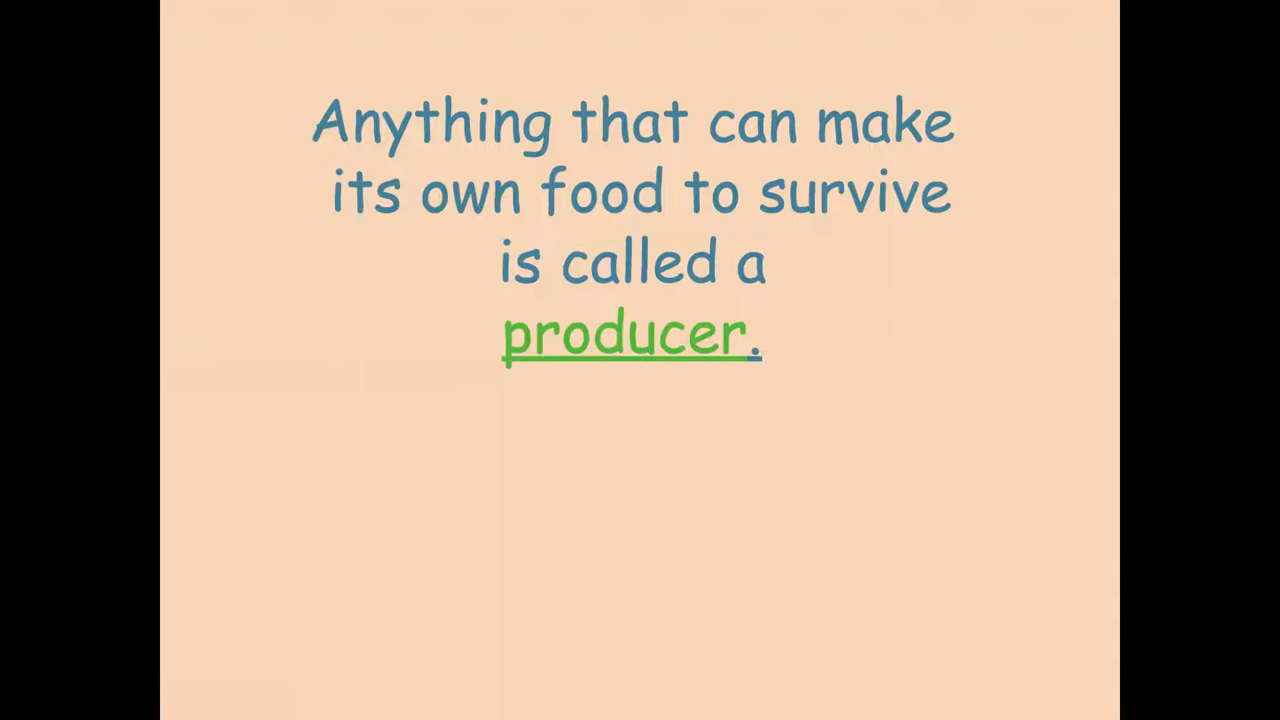 Anything that can make
its own food to survive
is called a
producer.